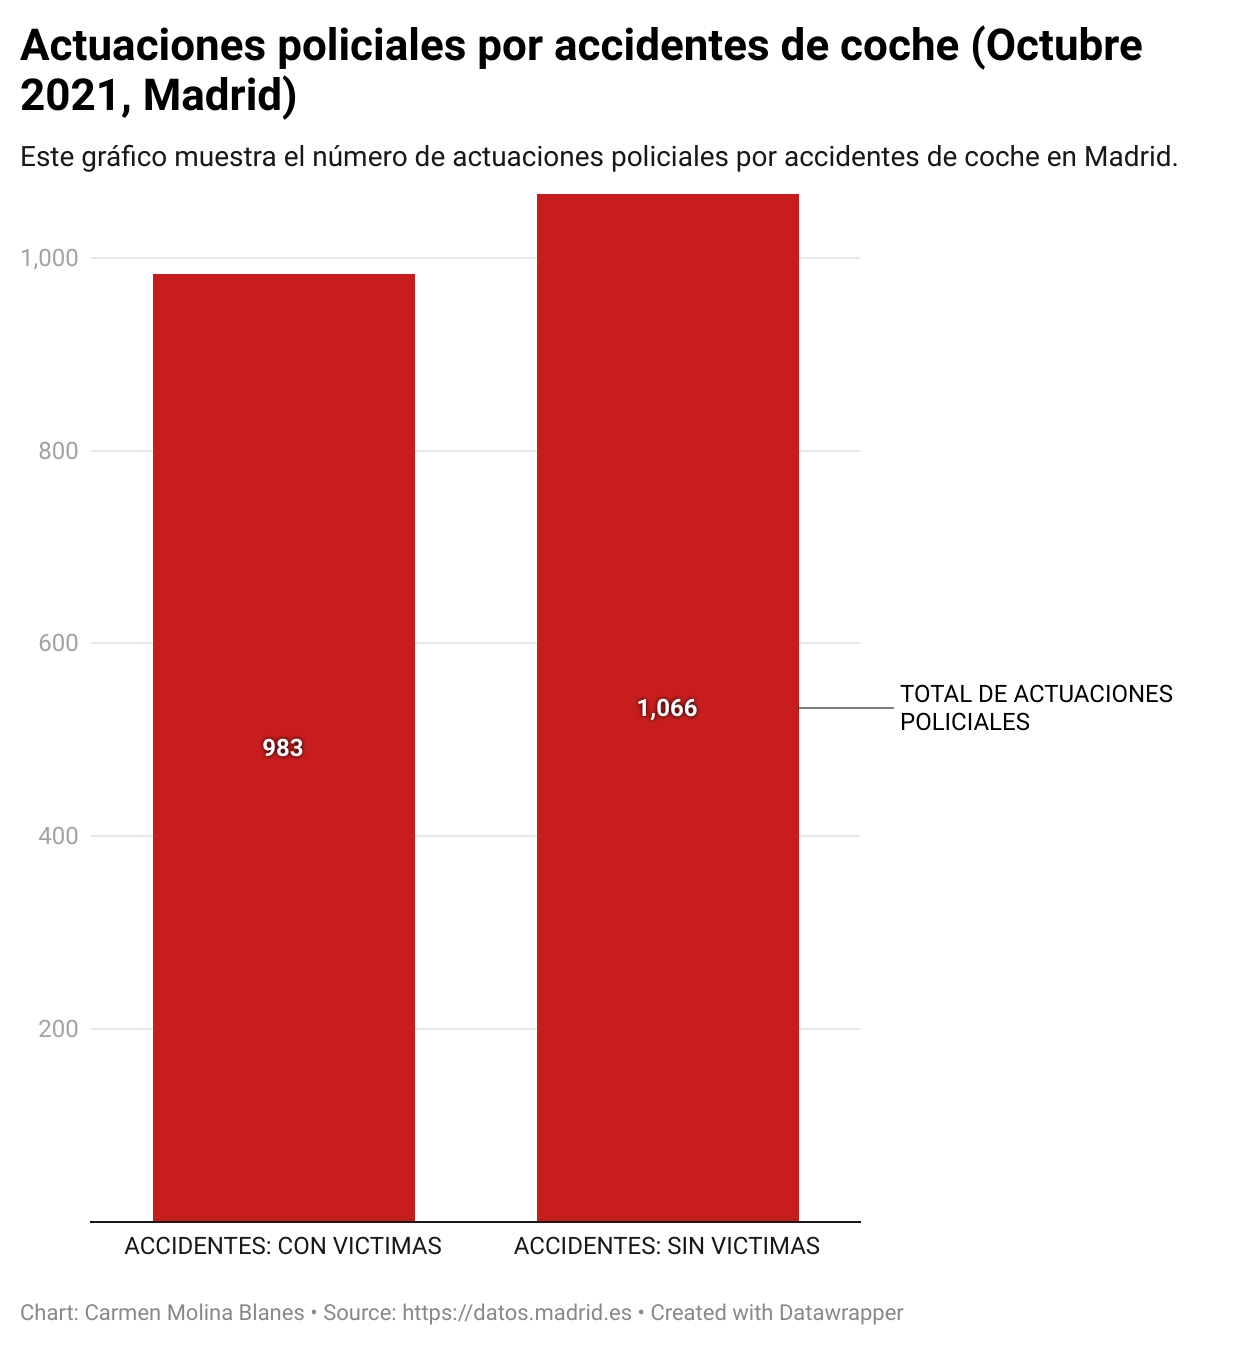 Actuaciones policiales por accidentes de coche (Octubre
2021, Madrid)
Este gráfico muestra el número de actuaciones policiales por accidentes de coche en Madrid.
1,000
800
600
400
200
983
1,066
TOTAL DE ACTUACIONES
POLICIALES
ACCIDENTES: CON VICTIMAS
ACCIDENTES: SIN VICTIMAS
Chart: Carmen Molina Blanes • Source: https://datos.madrid.es • Created with Datawrapper